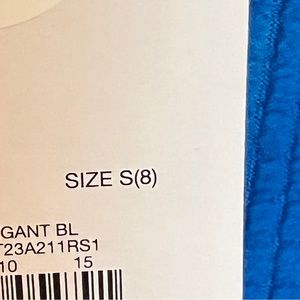 SIZE S(8)
GANT BL
T23A211RS1
10 15